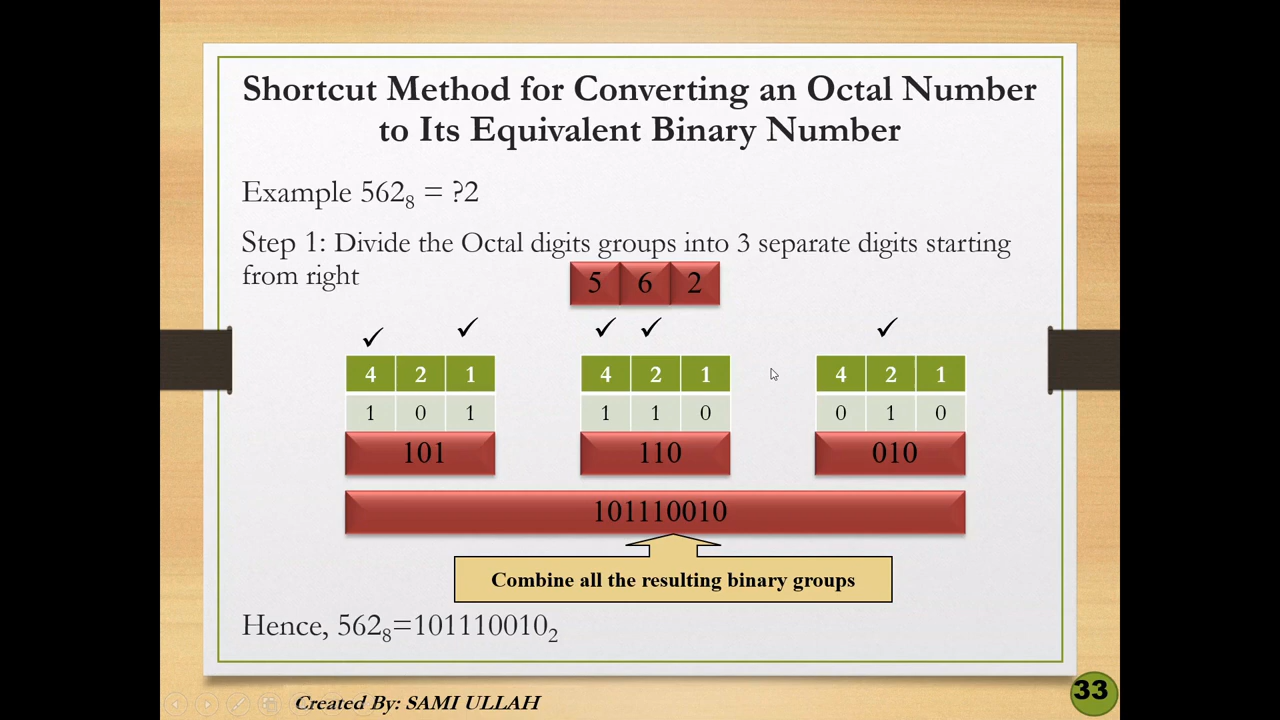 Shortcut Method for Converting an Octal Number
to Its Equivalent Binary Number
Example 562₈ = ?2
Step 1: Divide the Octal digits groups into 3 separate digits starting
from right
5 6 2
✓ ✓ ✓ ✓ ✓
4 2 1 4 2 1 4 2 1
1 0 1 1 1 0 0 1 0
101 110 010
101110010
Combine all the resulting binary groups
Hence, 562₈=101110010₂
Created By: SAMI ULLAH
33